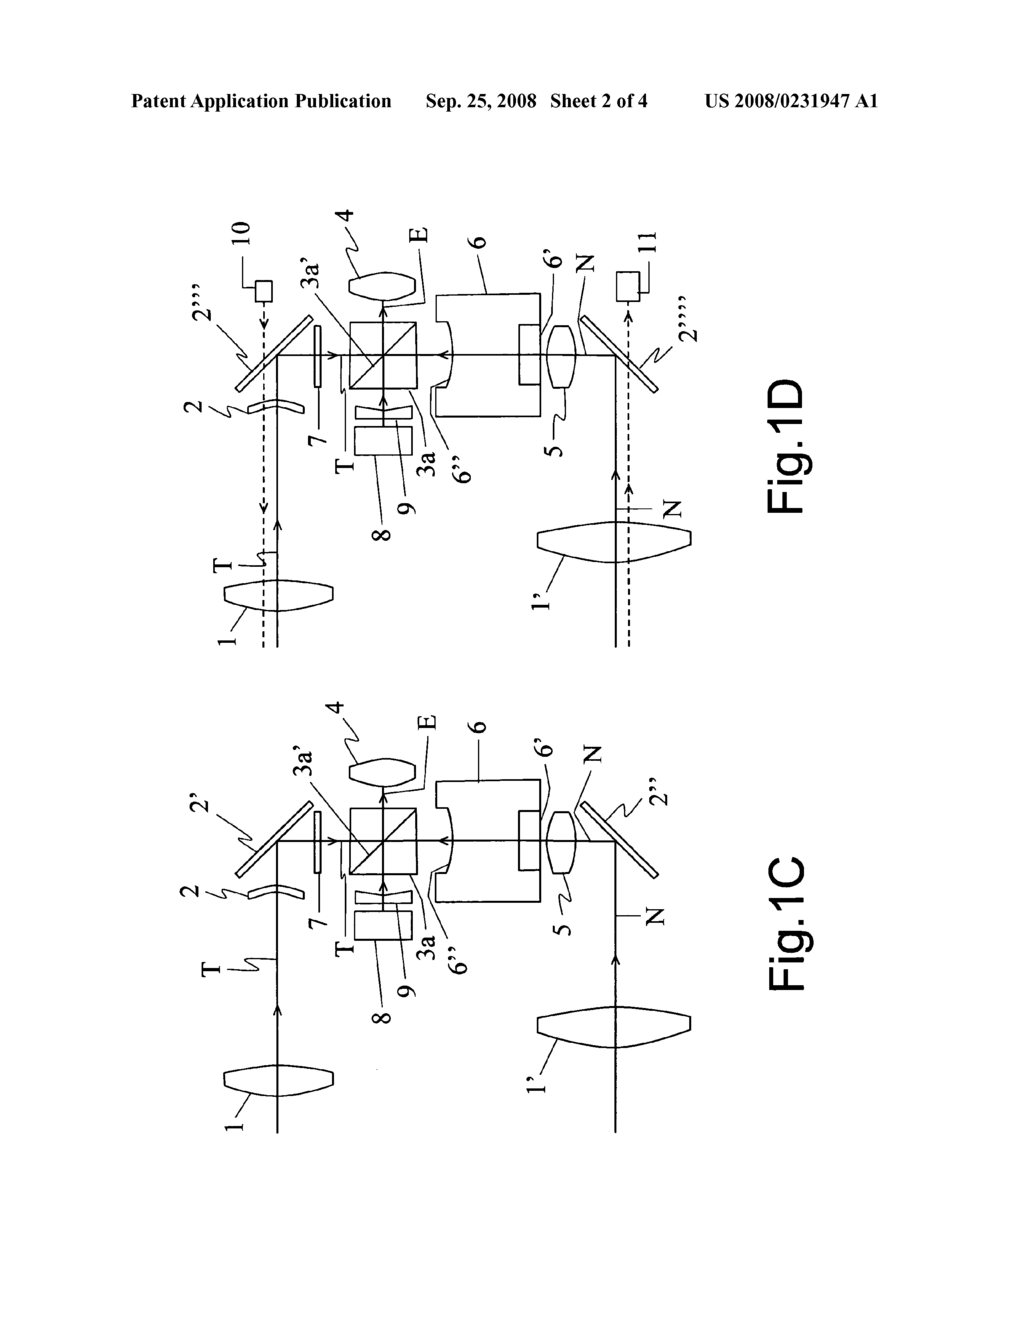 Patent Application Publication Sep. 25, 2008 Sheet 2 of 4 US 2008/0231947 A1
10
2''''
2
7
T
T
1
4
3a'
E
3a
6''
8
9
6
6'
N
5
11
2''''
N
1'
Fig.1D
2'
2
7
T
T
1
4
3a'
E
3a
6''
8
9
6
6'
N
5
2''
N
1'
Fig.1C